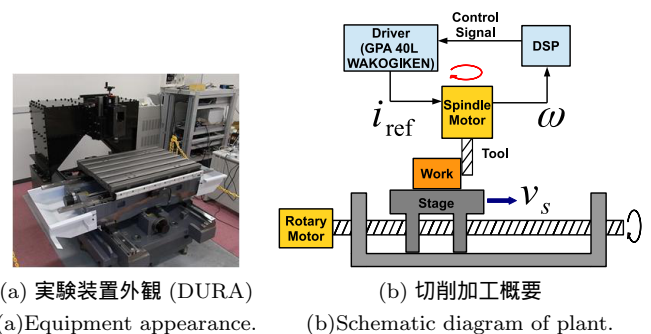 (b)
Control
Signal
Driver
(GPA 40L
WAKOGIKEN)
DSP
i_ref
Spindle
Motor
ω
Tool
Work
Stage
v_s
Rotary
Motor
(a) 実験装置外観 (DURA)
(b) 切削加工概要
(a)Equipment appearance.
(b)Schematic diagram of plant.